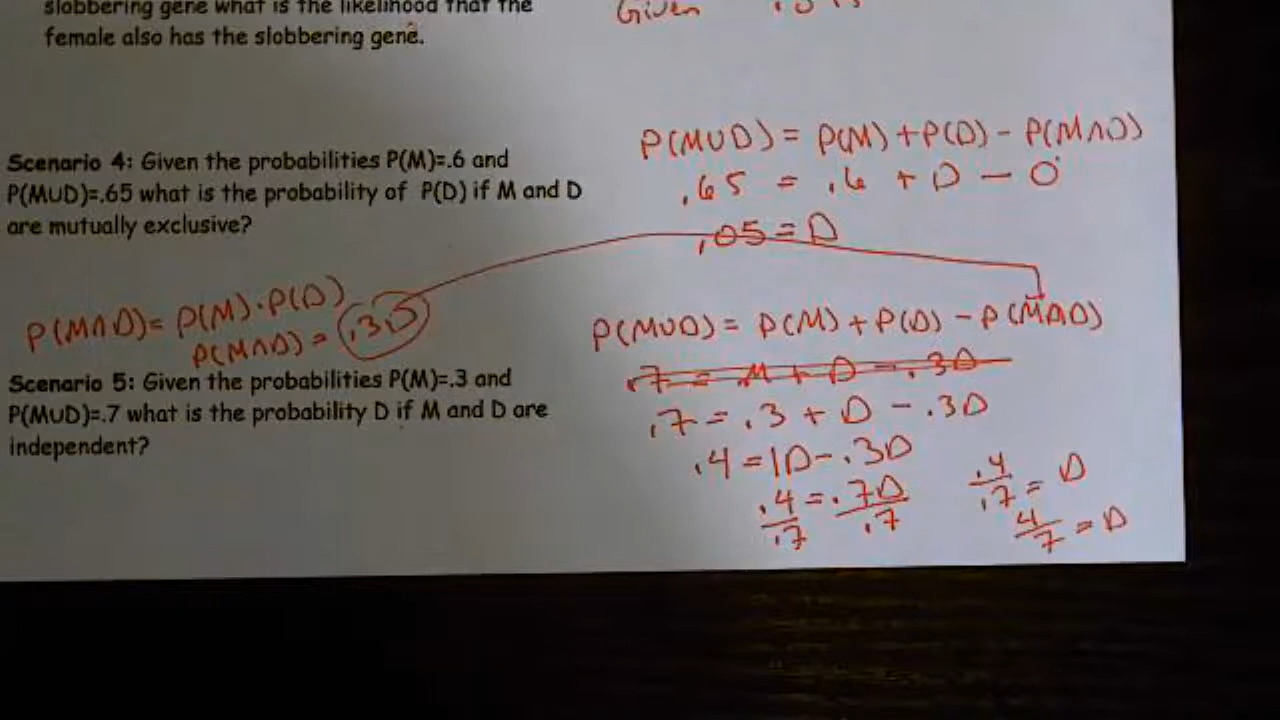 slobbering gene what is the likelihood that the
female also has the slobbering gene.
Given
Scenario 4: Given the probabilities P(M)=.6 and
P(M∪D)=.65 what is the probability of P(D) if M and D
are mutually exclusive?
P(M∪D) = P(M) + P(D) - P(M∩D)
.65 = .6 + D - 0
.05 = D
P(M∩D) = P(M) · P(D)
P(M∩D) = .3D
Scenario 5: Given the probabilities P(M)=.3 and
P(M∪D)=.7 what is the probability D if M and D are
independent?
P(M∪D) = P(M) + P(D) - P(M∩D)
.7 = M + D - .3D
.7 = .3 + D - .3D
.4 = 1D - .3D
.4/.7 = .7D/.7
.4/.7 = D
4/7 = D